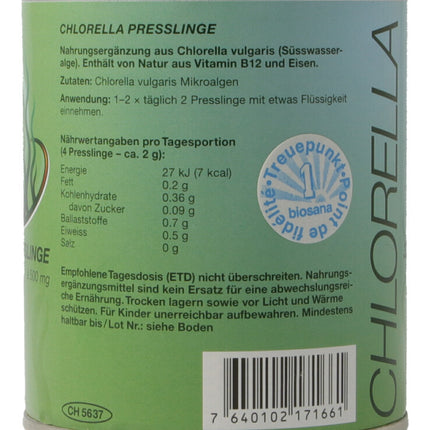 CHLORELLA PRESSLINGE
Nahrungsergänzung aus Chlorella vulgaris (Süsswasser-
alge). Enthält von Natur aus Vitamin B12 und Eisen.
Zutaten: Chlorella vulgaris Mikroalgen
Anwendung: 1–2 × täglich 2 Presslinge mit etwas Flüssigkeit
einnehmen.
Nährwertangaben pro Tagesportion
(4 Presslinge – ca. 2 g):
Energie 27 kJ (7 kcal)
Fett 0.2 g
Kohlenhydrate 0.36 g
davon Zucker 0.09 g
Ballaststoffe 0.7 g
Eiweiss 0.5 g
Salz 0 g
Treuepunkt • Point de fidélité •
1
biosana
Empfohlene Tagesdosis (ETD) nicht überschreiten. Nahrungs-
ergänzungsmittel sind kein Ersatz für eine abwechslungsrei-
che Ernährung. Trocken lagern sowie vor Licht und Wärme
schützen. Für Kinder unerreichbar aufbewahren. Mindestens
haltbar bis/Lot Nr.: siehe Boden
CH 5637
7 640102 171661
CHLORELLA
SSLINGE
500 mg